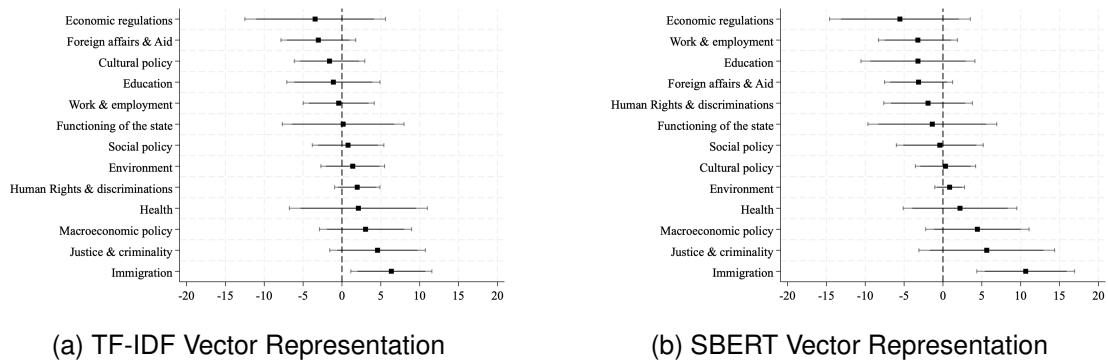 Economic regulations
Foreign affairs & Aid
Cultural policy
Education
Work & employment
Functioning of the state
Social policy
Environment
Human Rights & discriminations
Health
Macroeconomic policy
Justice & criminality
Immigration
-20 -15 -10 -5 0 5 10 15 20
(a) TF-IDF Vector Representation
Economic regulations
Work & employment
Education
Foreign affairs & Aid
Human Rights & discriminations
Functioning of the state
Social policy
Cultural policy
Environment
Health
Macroeconomic policy
Justice & criminality
Immigration
-20 -15 -10 -5 0 5 10 15 20
(b) SBERT Vector Representation